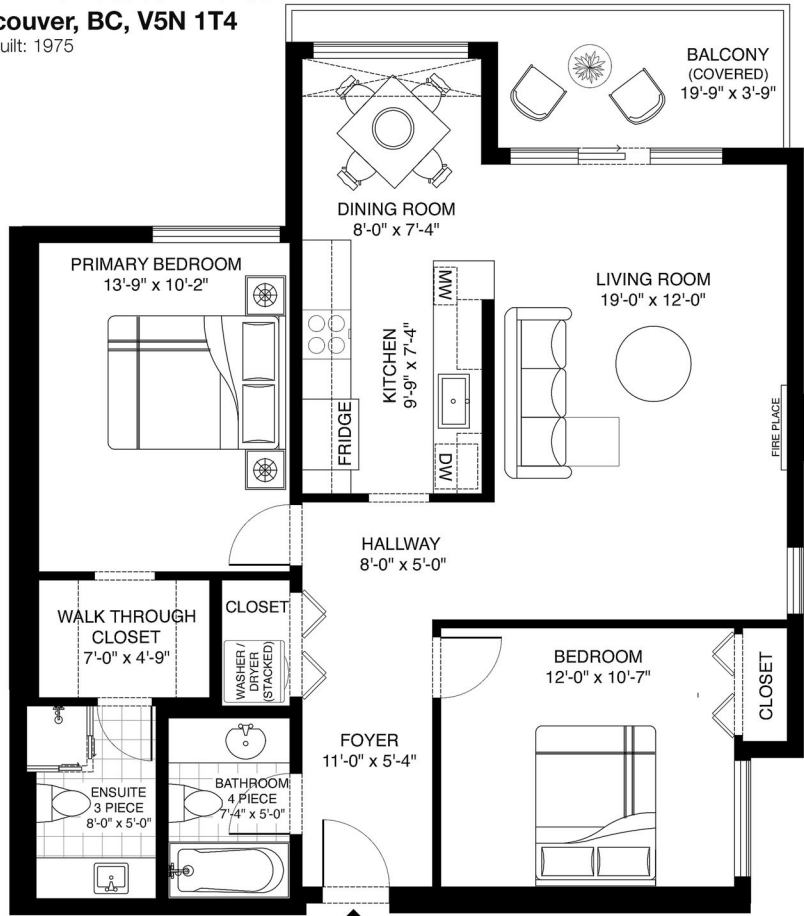 couver, BC, V5N 1T4
uilt: 1975
BALCONY
(COVERED)
19'-9" x 3'-9"
DINING ROOM
8'-0" x 7'-4"
PRIMARY BEDROOM
13'-9" x 10'-2"
LIVING ROOM
19'-0" x 12'-0"
MW
KITCHEN
9'-9" x 7'-4"
FRIDGE
DW
FIRE PLACE
HALLWAY
8'-0" x 5'-0"
WALK THROUGH
CLOSET
7'-0" x 4'-9"
CLOSET
WASHER /
DRYER
(STACKED)
BEDROOM
12'-0" x 10'-7"
CLOSET
FOYER
11'-0" x 5'-4"
ENSUITE
3 PIECE
8'-0" x 5'-0"
BATHROOM
4 PIECE
7'-4" x 5'-0"